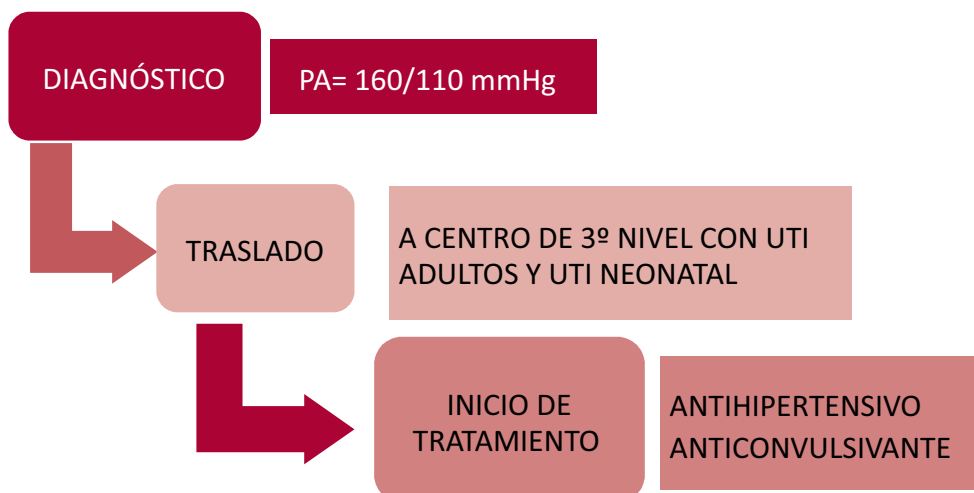 DIAGNÓSTICO
PA= 160/110 mmHg
TRASLADO
A CENTRO DE 3º NIVEL CON UTI
ADULTOS Y UTI NEONATAL
INICIO DE
TRATAMIENTO
ANTIHIPERTENSIVO
ANTICONVULSIVANTE